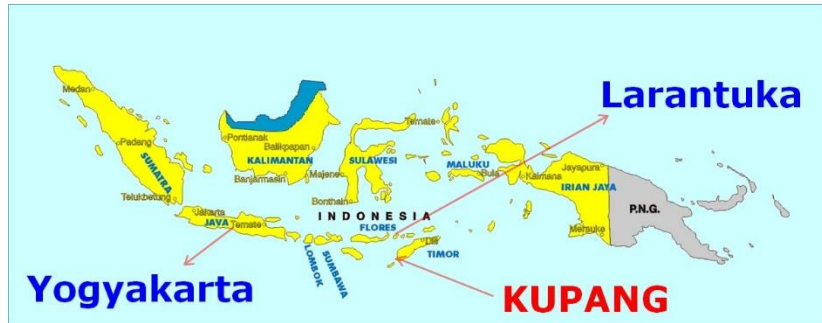 Larantuka
Medan
Ternate
Padang
Pontianak
Balikpapan
KALIMANTAN
SULAWESI
MALUKU
Bula
Kaimana
Jayapura
IRIAN JAYA
P.N.G.
SUMATRA
Banjarmasin
Majene
Telukbetung
Bonthain
Merauke
Jakarta
JAVA
Ternate
INDONESIA
FLORES
Dili
TIMOR
LOMBOK
SUMBAWA
Yogyakarta
KUPANG